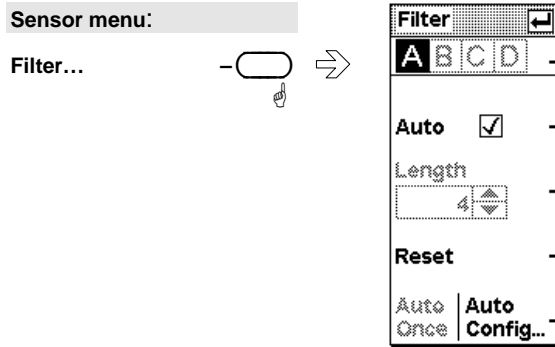 Sensor menu:
Filter…
Filter
A B C D
Auto
Length
4
Reset
Auto Once
Auto Config...